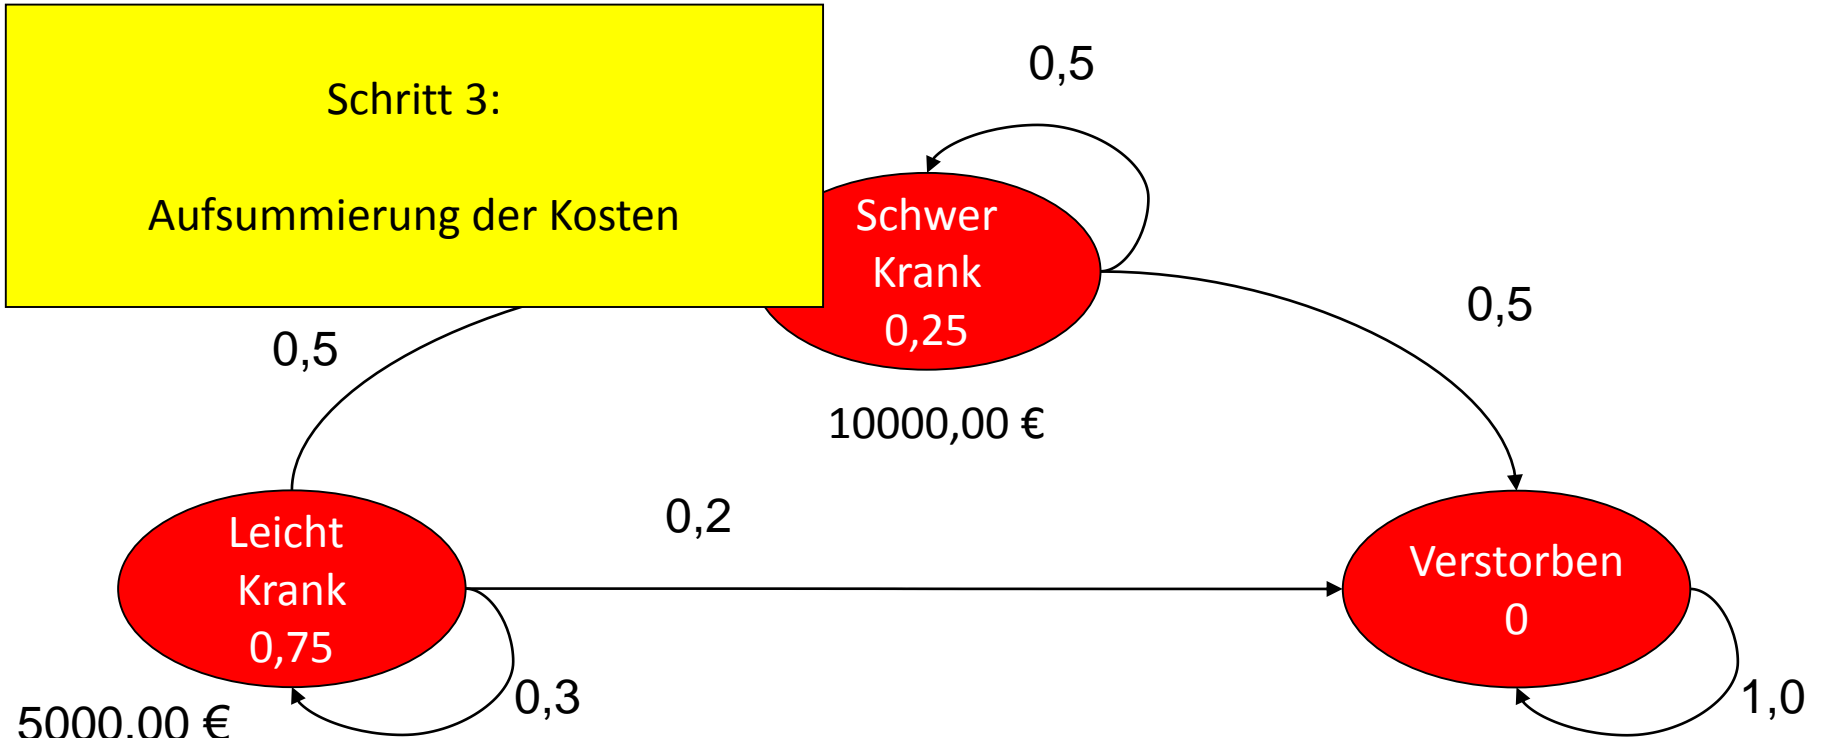 Schritt 3:
Aufsummierung der Kosten
0,5
Schwer
Krank
0,25
0,5
0,5
10000,00 €
0,2
Leicht
Krank
0,75
Verstorben
0
0,3
1,0
5000,00 €